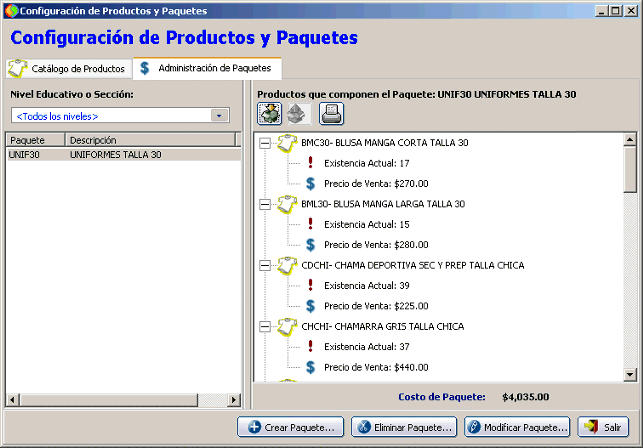 Configuración de Productos y Paquetes
Configuración de Productos y Paquetes
Catálogo de Productos
Administración de Paquetes
Nivel Educativo o Sección:
<Todos los niveles>
Paquete Descripción
UNIF30 UNIFORMES TALLA 30
Productos que componen el Paquete: UNIF30 UNIFORMES TALLA 30
BMC30- BLUSA MANGA CORTA TALLA 30
Existencia Actual: 17
Precio de Venta: $270.00
BML30- BLUSA MANGA LARGA TALLA 30
Existencia Actual: 15
Precio de Venta: $280.00
CDCHI- CHAMA DEPORTIVA SEC Y PREP TALLA CHICA
Existencia Actual: 39
Precio de Venta: $225.00
CHCHI- CHAMARRA GRIS TALLA CHICA
Existencia Actual: 37
Precio de Venta: $440.00
Costo de Paquete: $4,035.00
Crear Paquete...
Eliminar Paquete...
Modificar Paquete...
Salir